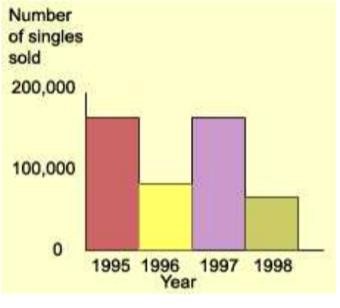 Number
of singles
sold
200,000
100,000
0
1995 1996 1997 1998
Year